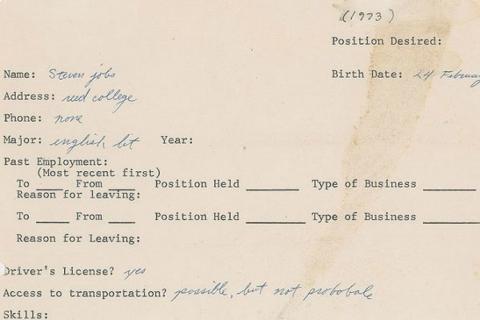 (1973)
Position Desired:
Name: Steven jobs Birth Date: 24 Februa
Address: reed college
Phone: none
Major: english lit Year:
Past Employment:
(Most recent first)
To ____ From ____ Position Held ________ Type of Business ________
Reason for leaving:
To ____ From ____ Position Held ________ Type of Business ________
Reason for Leaving:
Driver's License? yes
Access to transportation? possible, but not probobale
Skills: